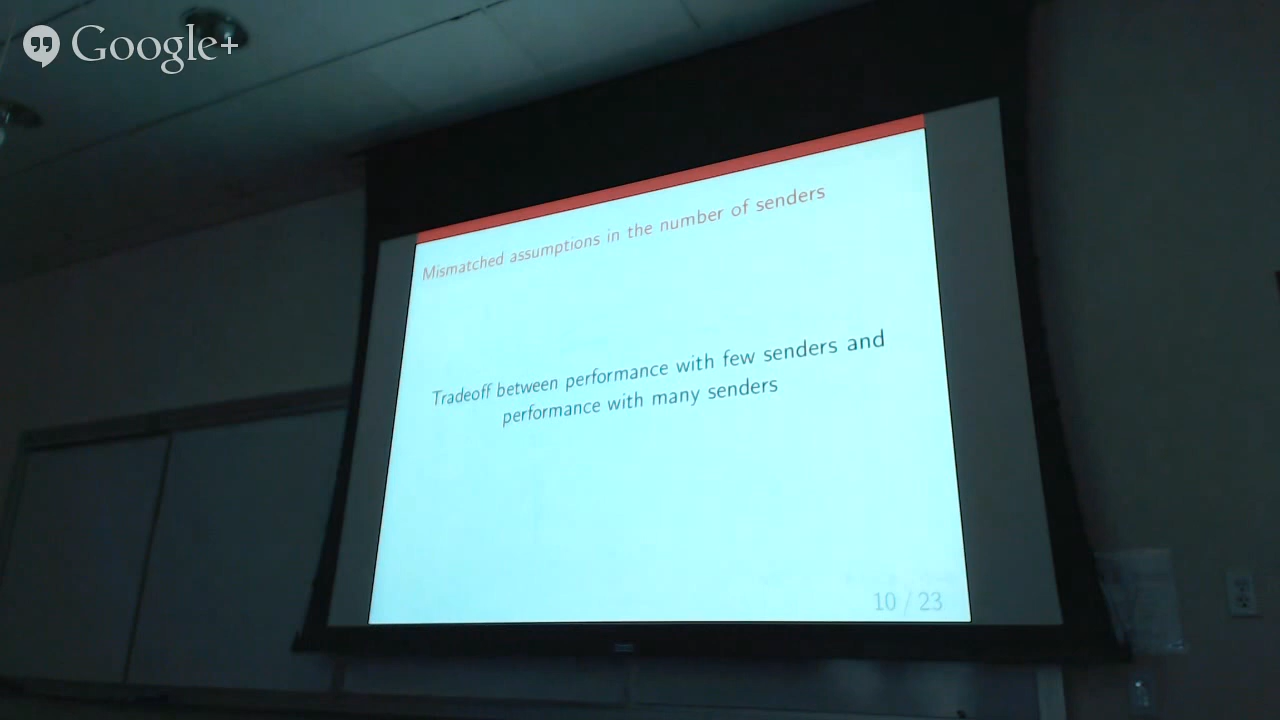 Google+
Mismatched assumptions in the number of senders
Tradeoff between performance with few senders and
performance with many senders
10 / 23